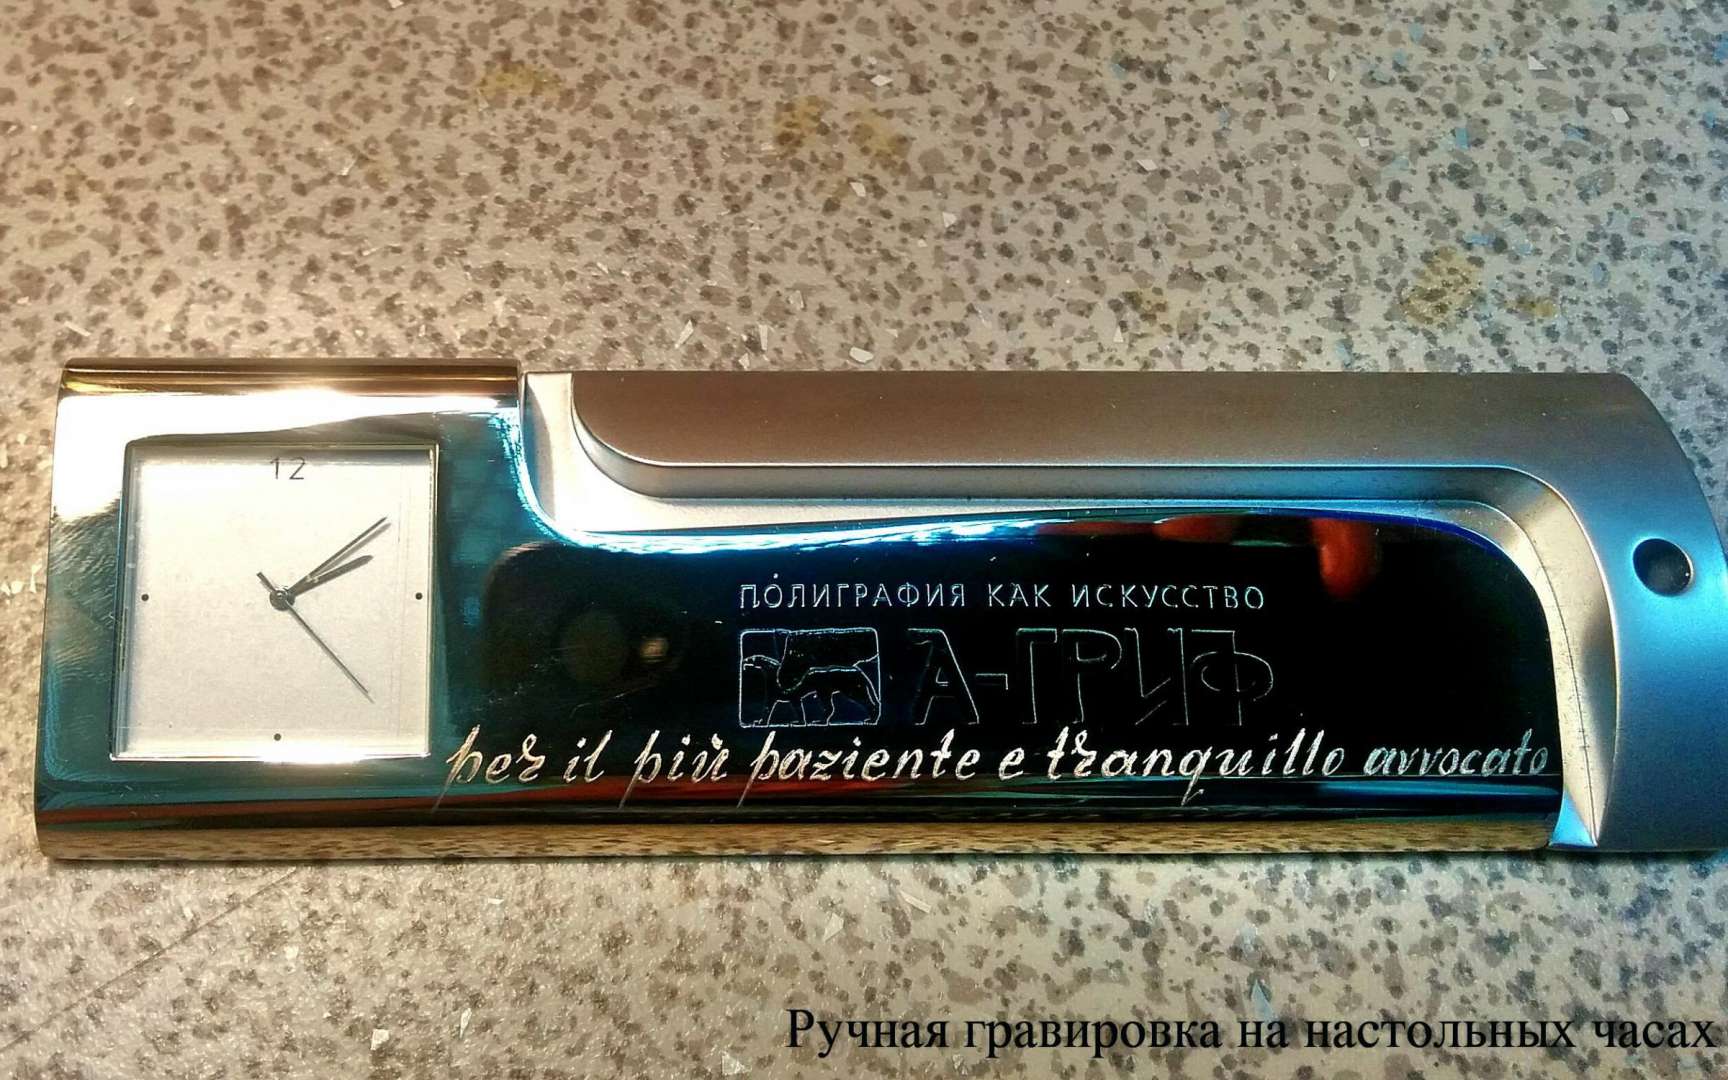 12
ПОЛИГРАФИЯ КАК ИСКУССТВО
А-ГРИФ
per il più paziente e tranquillo avvocato
Ручная гравировка на настольных часах